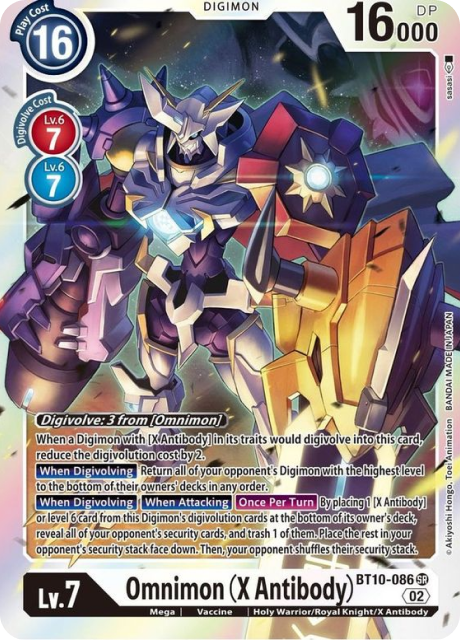 DIGIMON
Play Cost
16
16000
DP
sasasi
Digivolve Cost
Lv.6
7
Lv.6
7
Digivolve: 3 from [Omnimon]
When a Digimon with [X Antibody] in its traits would digivolve into this card,
reduce the digivolution cost by 2.
When Digivolving Return all of your opponent's Digimon with the highest level
to the bottom of their owners' decks in any order.
When Digivolving When Attacking Once Per Turn By placing 1 [X Antibody]
or level 6 card from this Digimon's digivolution cards at the bottom of its owner's deck,
reveal all of your opponent's security cards, and trash 1 of them. Place the rest in your
opponent's security stack face down. Then, your opponent shuffles their security stack.
©Akiyoshi Hongo, Toei Animation BANDAI MADE IN JAPAN
Lv.7
Omnimon (X Antibody)
BT10-086 SR
02
Mega | Vaccine | Holy Warrior/Royal Knight/X Antibody